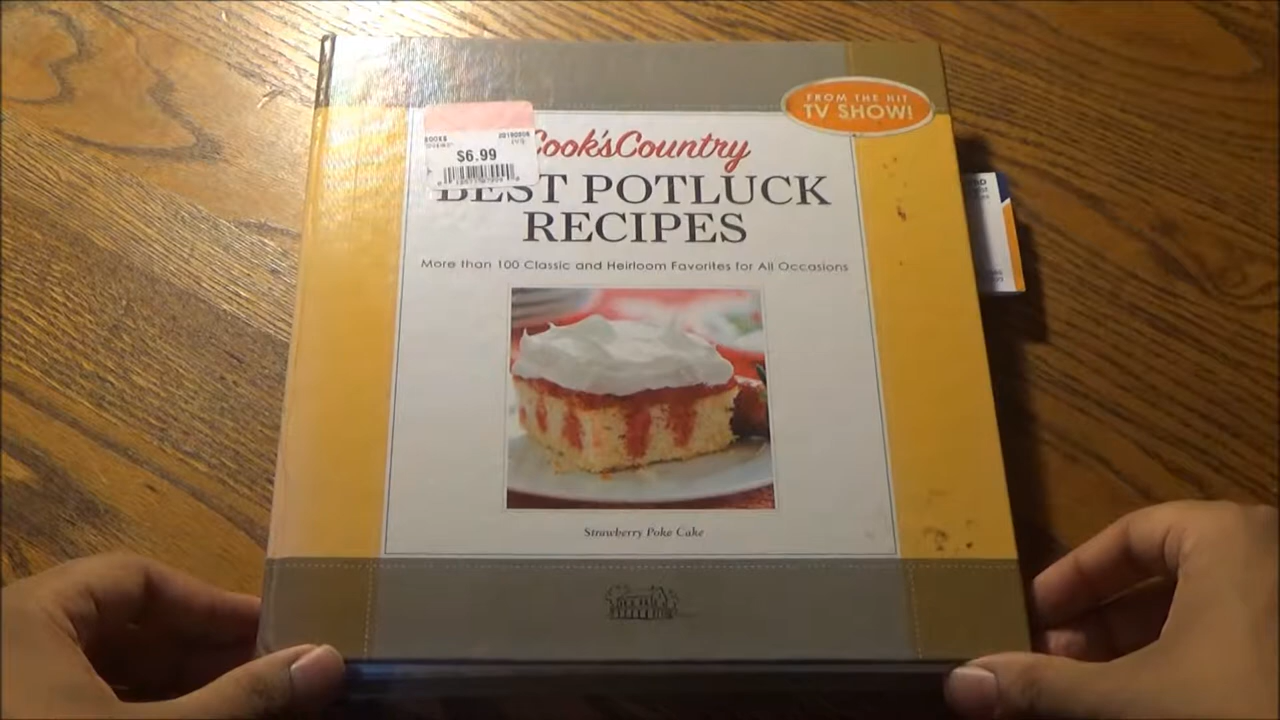 FROM THE HIT
TV SHOW!
BOOKS
$6.99
Cook'sCountry
BEST POTLUCK
RECIPES
More than 100 Classic and Heirloom Favorites for All Occasions
Strawberry Poke Cake